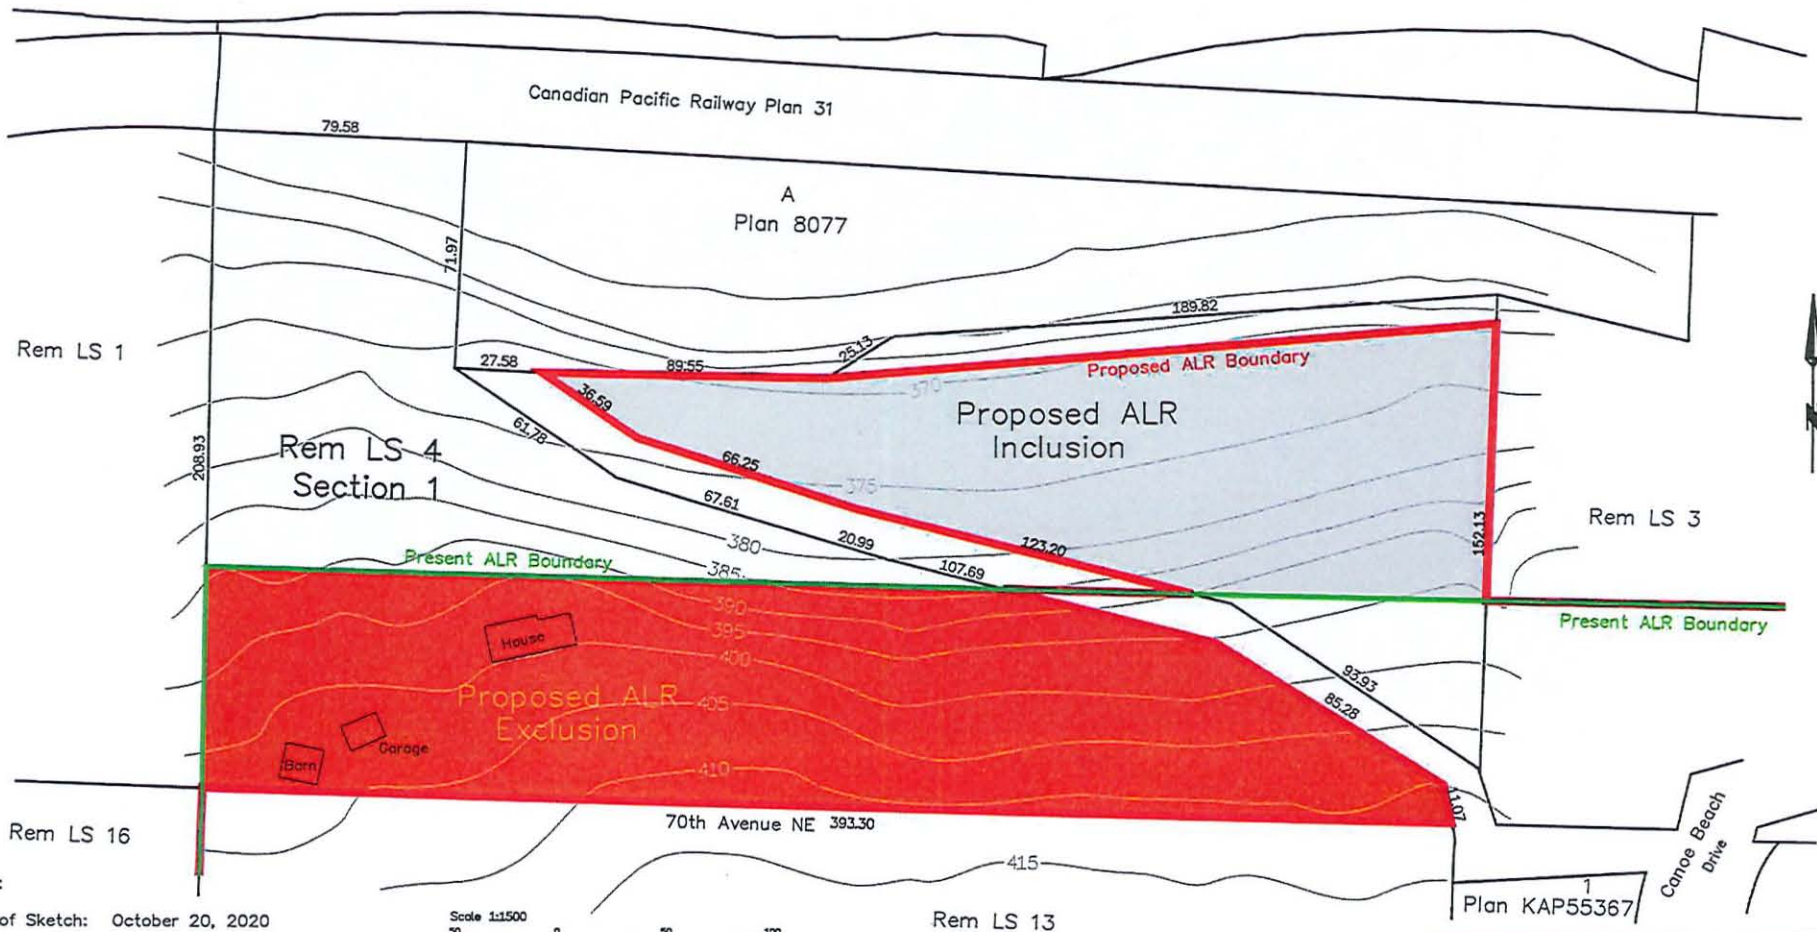 Canadian Pacific Railway Plan 31
79.58
A
Plan 8077
71.97
189.82
Rem LS 1
27.58
89.55
25.13
Proposed ALR Boundary
370
36.59
Proposed ALR
Inclusion
61.78
Rem LS 4
Section 1
208.93
66.25
375
67.61
152.13
Rem LS 3
20.99
380
123.20
Present ALR Boundary
385
107.69
390
395
400
House
Present ALR Boundary
93.93
85.28
Proposed ALR
Exclusion
405
Garage
Barn
410
11.07
70th Avenue NE 393.30
Rem LS 16
415
Canoe Beach
Drive
1
Plan KAP55367
of Sketch: October 20, 2020
Scale 1:1500
50 0 50 100
Rem LS 13